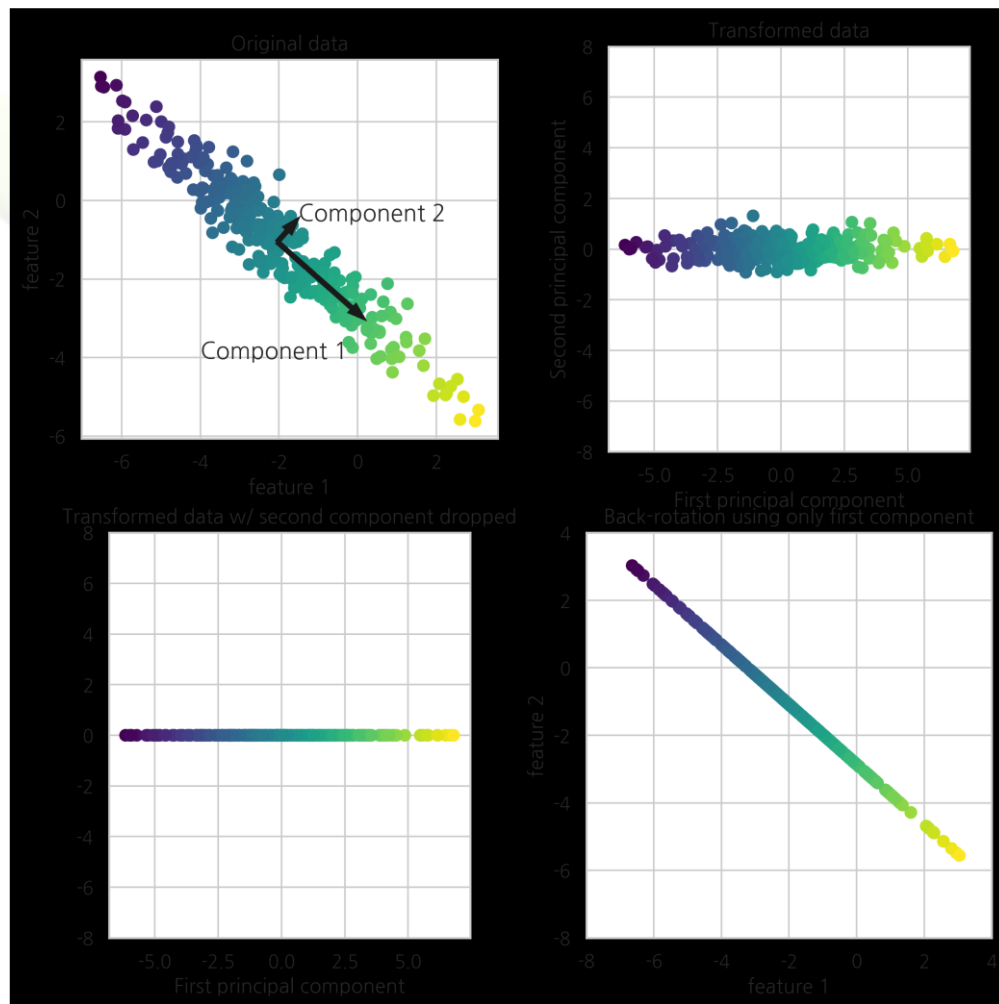 Original data
2
0
-2
-4
-6
feature 2
Component 2
Component 1
-6 -4 -2 0 2
feature 1
Transformed data
8
6
4
2
0
-2
-4
-6
-8
Second principal component
-5.0 -2.5 0.0 2.5 5.0
First principal component
Transformed data w/ second component dropped
8
6
4
2
0
-2
-4
-6
-8
-5.0 -2.5 0.0 2.5 5.0
First principal component
Back-rotation using only first component
4
2
0
-2
-4
-6
-8
feature 2
-8 -6 -4 -2 0 2 4
feature 1